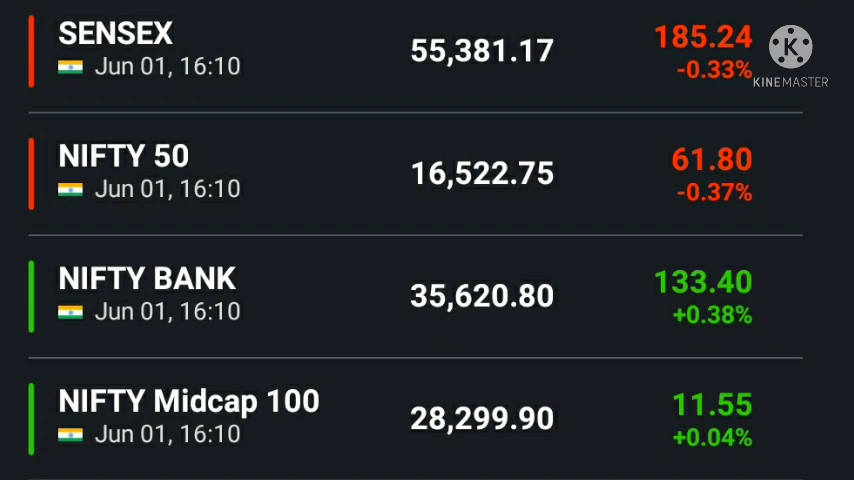 SENSEX 55,381.17 185.24
Jun 01, 16:10 -0.33%
K
KINEMASTER
NIFTY 50 16,522.75 61.80
Jun 01, 16:10 -0.37%
NIFTY BANK 35,620.80 133.40
Jun 01, 16:10 +0.38%
NIFTY Midcap 100 28,299.90 11.55
Jun 01, 16:10 +0.04%